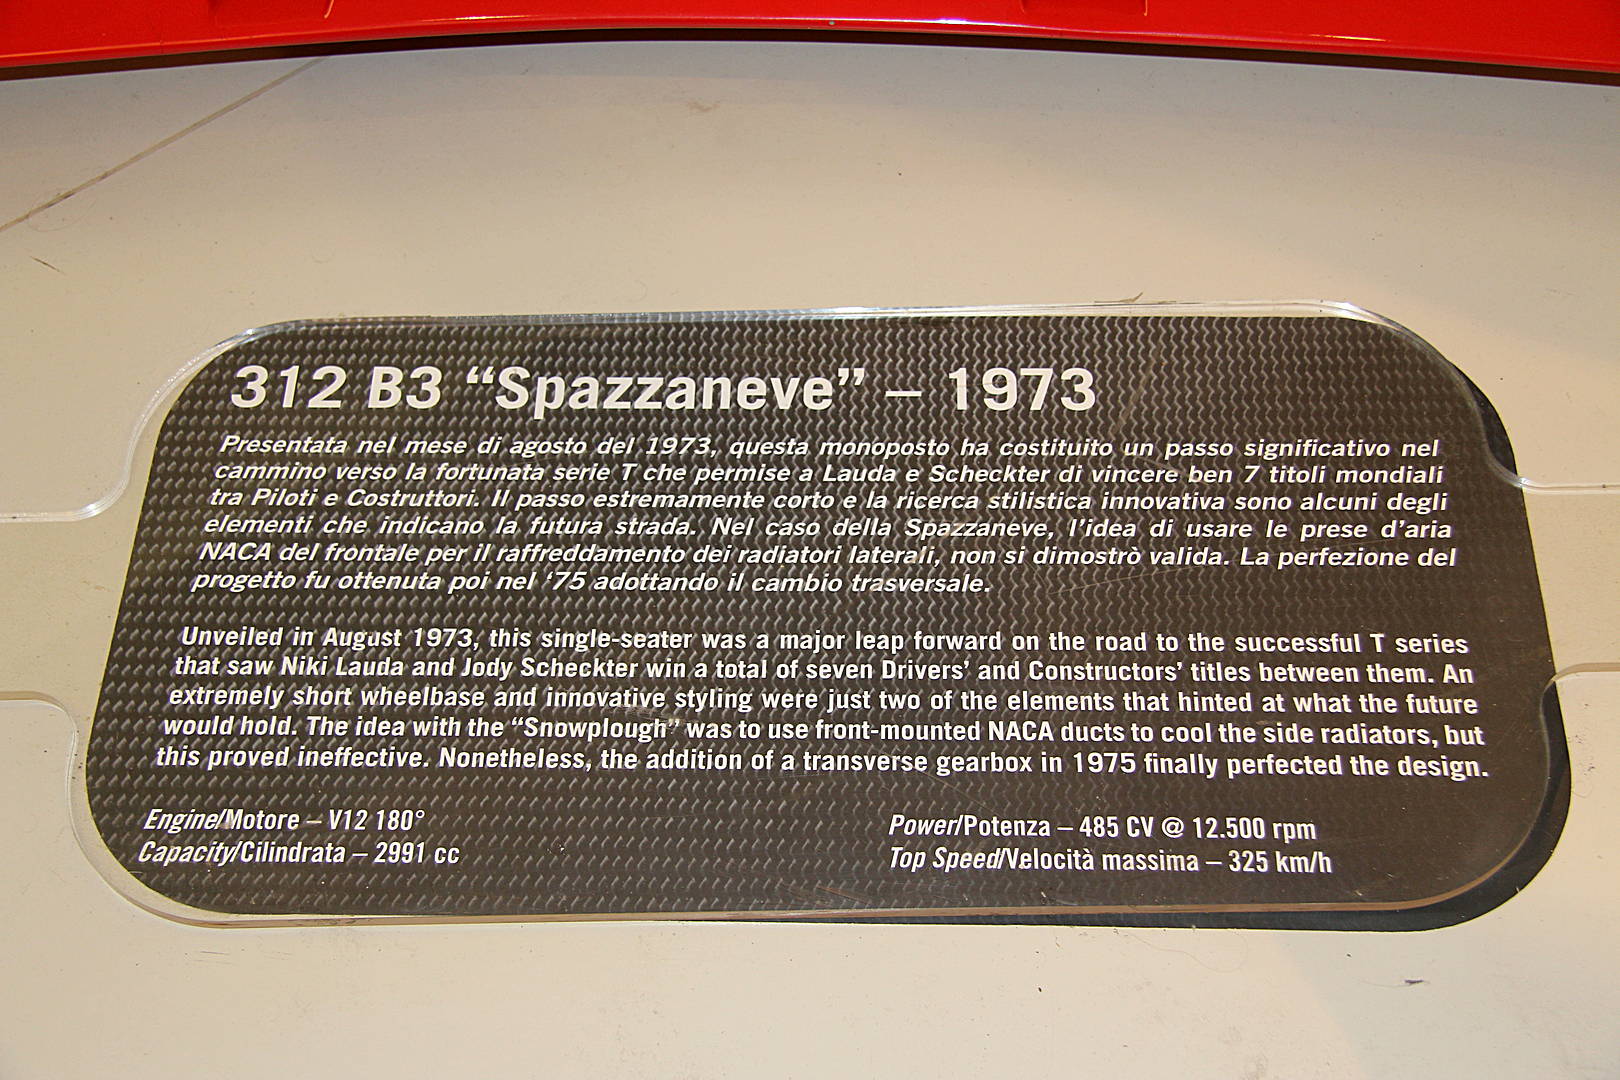 312 B3 “Spazzaneve” – 1973
Presentata nel mese di agosto del 1973, questa monoposto ha costituito un passo significativo nel
cammino verso la fortunata serie T che permise a Lauda e Scheckter di vincere ben 7 titoli mondiali
tra Piloti e Costruttori. Il passo estremamente corto e la ricerca stilistica innovativa sono alcuni degli
elementi che indicano la futura strada. Nel caso della Spazzaneve, l’idea di usare le prese d’aria
NACA del frontale per il raffreddamento dei radiatori laterali, non si dimostrò valida. La perfezione del
progetto fu ottenuta poi nel ‘75 adottando il cambio trasversale.
Unveiled in August 1973, this single-seater was a major leap forward on the road to the successful T series
that saw Niki Lauda and Jody Scheckter win a total of seven Drivers’ and Constructors’ titles between them. An
extremely short wheelbase and innovative styling were just two of the elements that hinted at what the future
would hold. The idea with the “Snowplough” was to use front-mounted NACA ducts to cool the side radiators, but
this proved ineffective. Nonetheless, the addition of a transverse gearbox in 1975 finally perfected the design.
Engine/Motore – V12 180°
Capacity/Cilindrata – 2991 cc
Power/Potenza – 485 CV @ 12.500 rpm
Top Speed/Velocità massima – 325 km/h